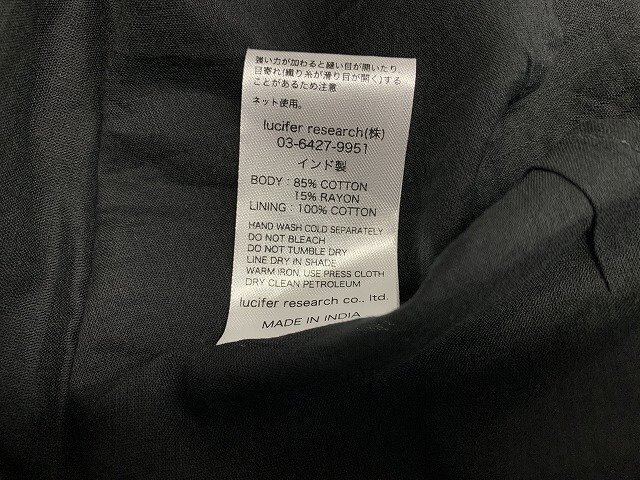 強い力が加わると縫い目が開いたり、
目寄れ(織り糸が滑り目が開く)する
ことがあるため注意
ネット使用。
lucifer research(株)
03-6427-9951
インド製
BODY : 85% COTTON
15% RAYON
LINING : 100% COTTON
HAND WASH COLD SEPARATELY
DO NOT BLEACH
DO NOT TUMBLE DRY
LINE DRY IN SHADE
WARM IRON, USE PRESS CLOTH
DRY CLEAN PETROLEUM
lucifer research co., ltd.
MADE IN INDIA